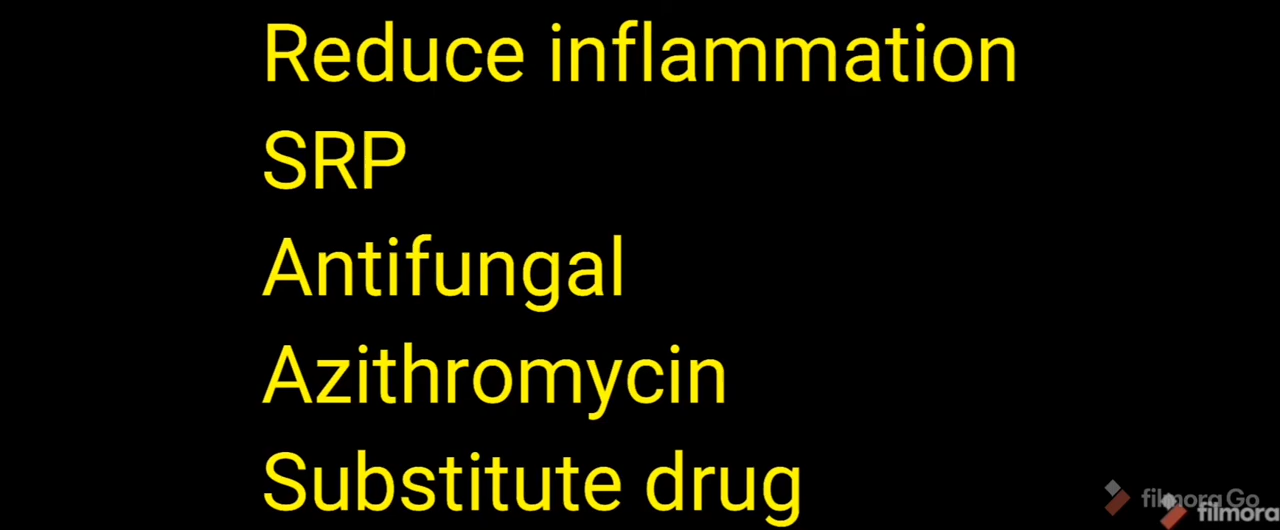 Reduce inflammation
SRP
Antifungal
Azithromycin
Substitute drug
filmora Go
filmora